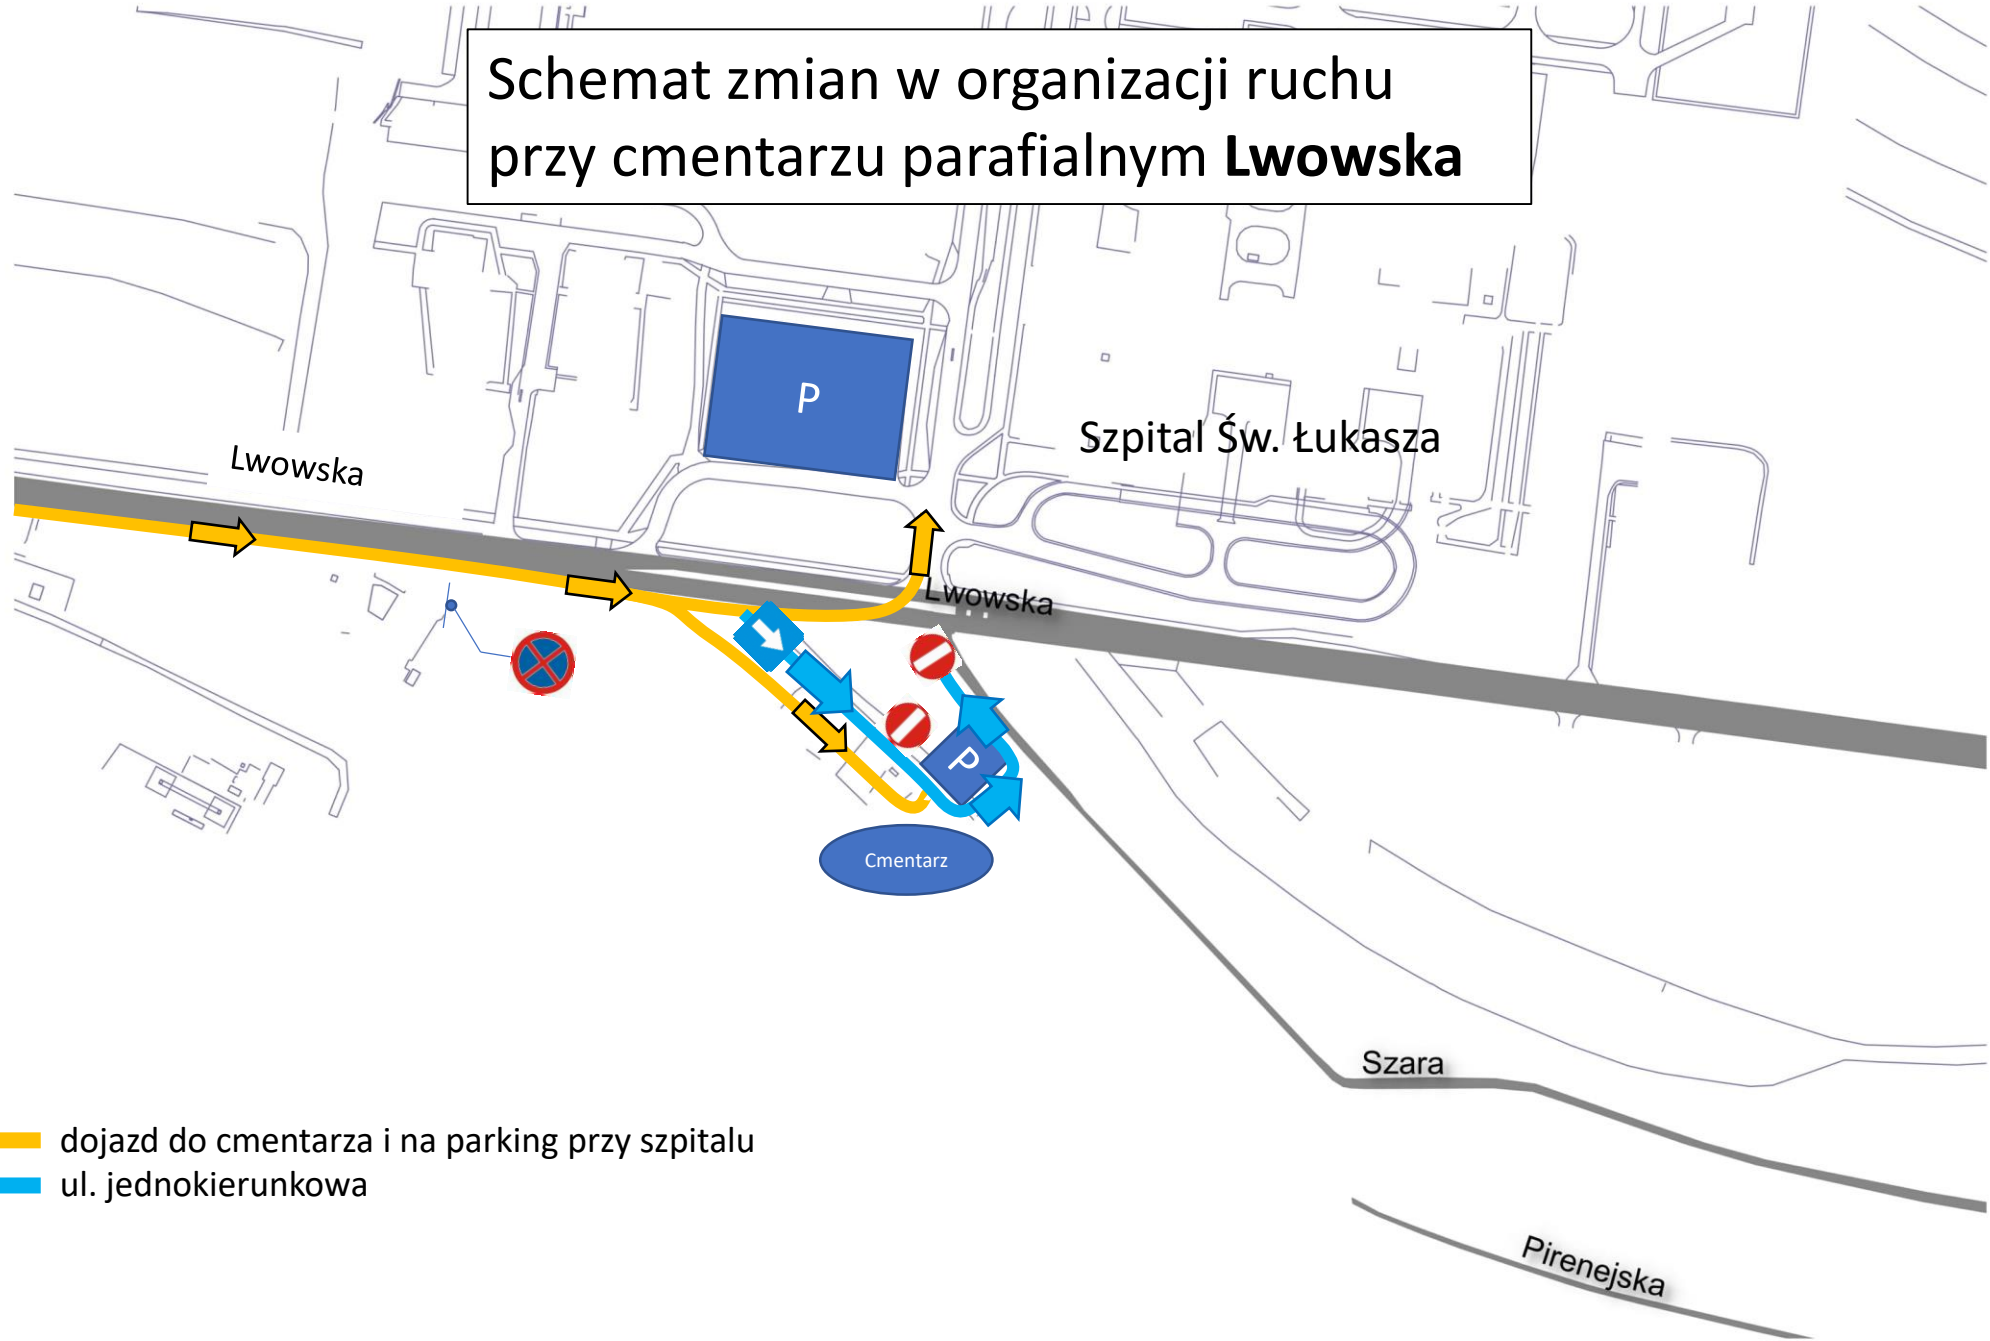 Schemat zmian w organizacji ruchu
przy cmentarzu parafialnym Lwowska
P
Szpital Św. Łukasza
Lwowska
Lwowska
P
Cmentarz
Szara
dojazd do cmentarza i na parking przy szpitalu
ul. jednokierunkowa
Pirenejska